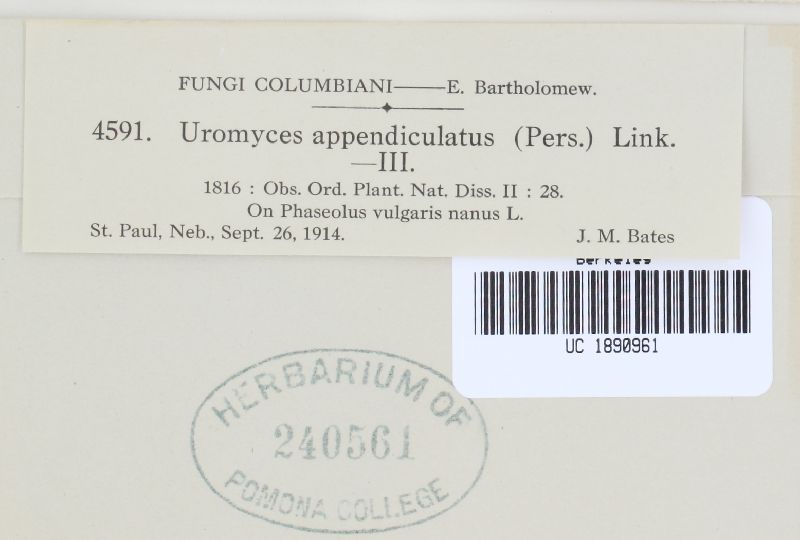 FUNGI COLUMBIANI——E. Bartholomew.
4591. Uromyces appendiculatus (Pers.) Link.
—III.
1816 : Obs. Ord. Plant. Nat. Diss. II : 28.
On Phaseolus vulgaris nanus L.
St. Paul, Neb., Sept. 26, 1914. J. M. Bates
Berkeley
UC 1890961
HERBARIUM OF
240561
POMONA COLLEGE